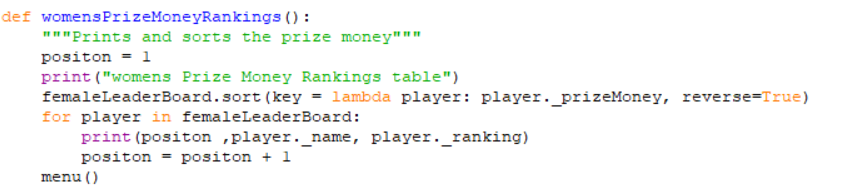 def womensPrizeMoneyRankings():
    """Prints and sorts the prize money"""
    positon = 1
    print("womens Prize Money Rankings table")
    femaleLeaderBoard.sort(key = lambda player: player._prizeMoney, reverse=True)
    for player in femaleLeaderBoard:
        print(positon ,player._name, player._ranking)
        positon = positon + 1
    menu()